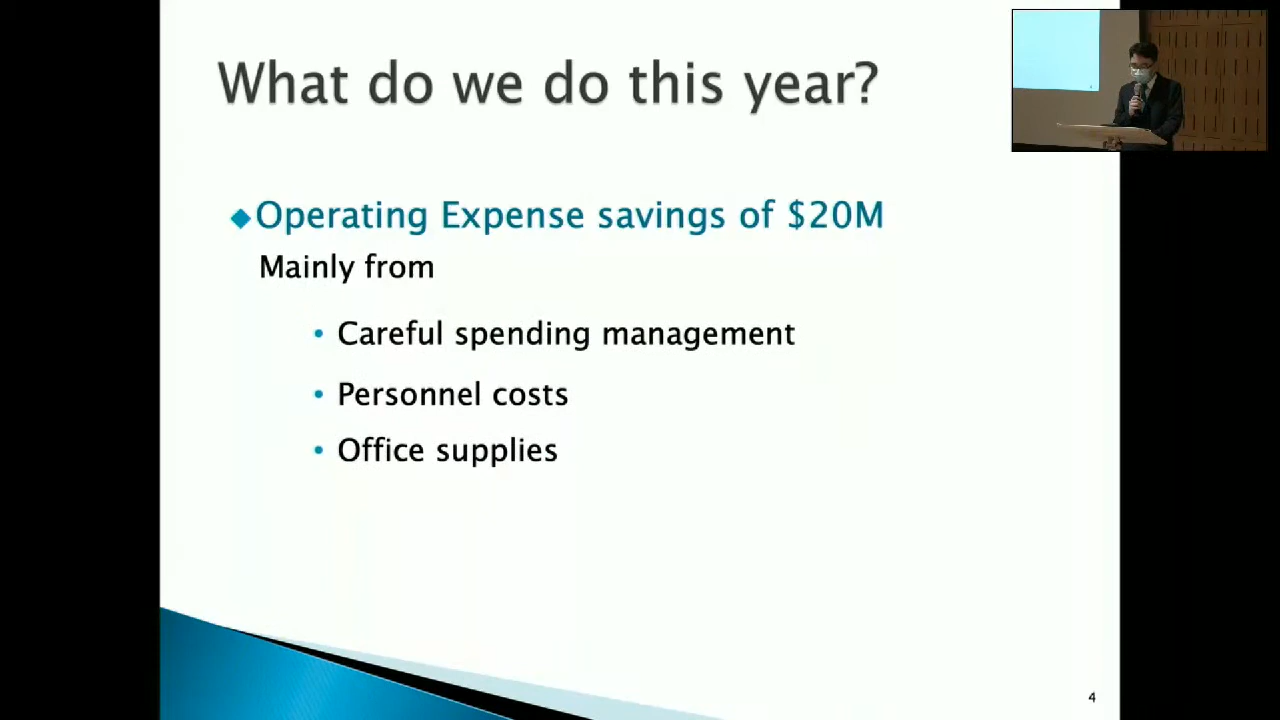 What do we do this year?
Operating Expense savings of $20M
Mainly from
• Careful spending management
• Personnel costs
• Office supplies
4